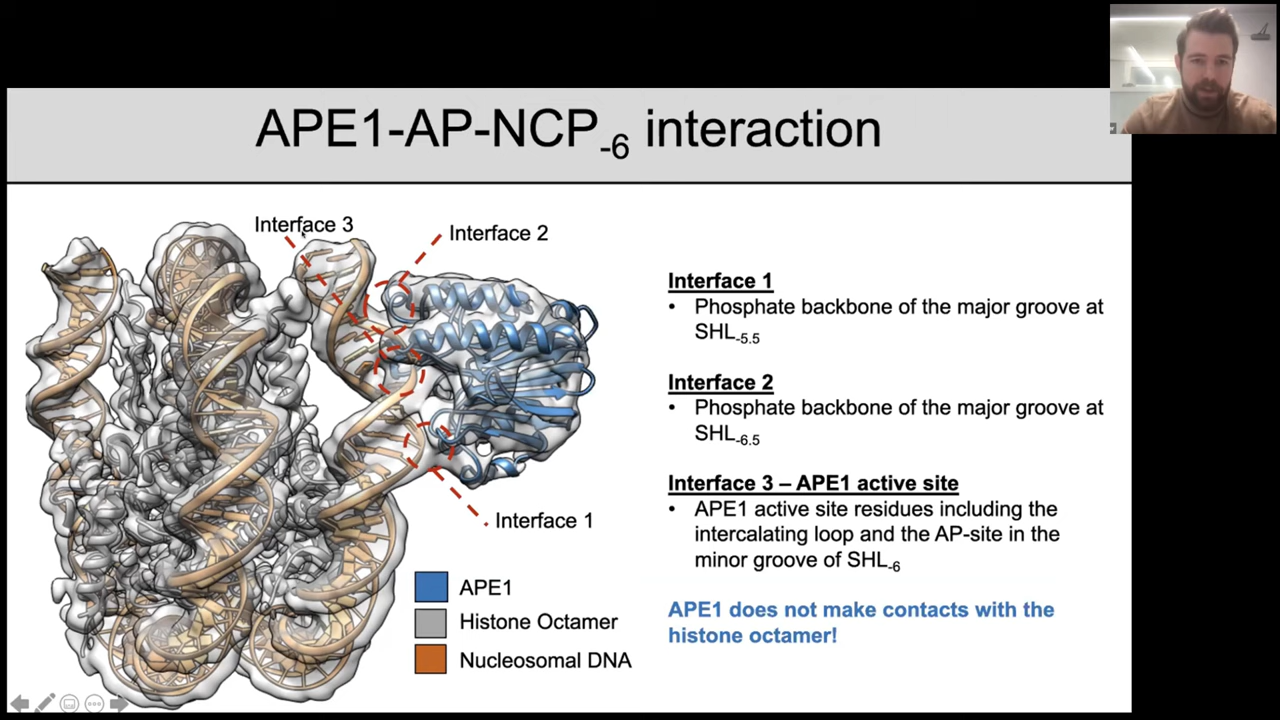 APE1-AP-NCP-6 interaction
Interface 3
Interface 2
Interface 1
APE1
Histone Octamer
Nucleosomal DNA
Interface 1
• Phosphate backbone of the major groove at
SHL-5.5
Interface 2
• Phosphate backbone of the major groove at
SHL-6.5
Interface 3 – APE1 active site
• APE1 active site residues including the
intercalating loop and the AP-site in the
minor groove of SHL-6
APE1 does not make contacts with the
histone octamer!